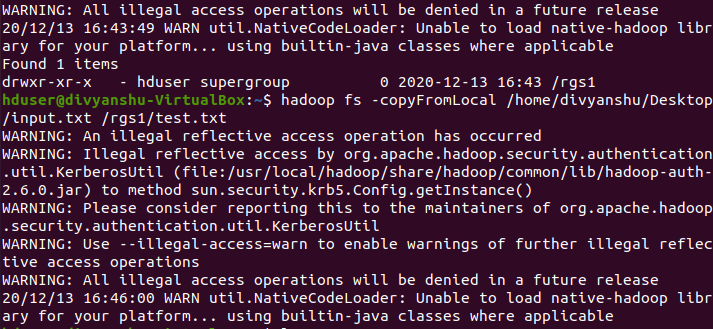 WARNING: All illegal access operations will be denied in a future release
20/12/13 16:43:49 WARN util.NativeCodeLoader: Unable to load native-hadoop libr
ary for your platform... using builtin-java classes where applicable
Found 1 items
drwxr-xr-x   - hduser supergroup          0 2020-12-13 16:43 /rgs1
hduser@divyanshu-VirtualBox:~$ hadoop fs -copyFromLocal /home/divyanshu/Desktop
/input.txt /rgs1/test.txt
WARNING: An illegal reflective access operation has occurred
WARNING: Illegal reflective access by org.apache.hadoop.security.authentication
.util.KerberosUtil (file:/usr/local/hadoop/share/hadoop/common/lib/hadoop-auth-
2.6.0.jar) to method sun.security.krb5.Config.getInstance()
WARNING: Please consider reporting this to the maintainers of org.apache.hadoop
.security.authentication.util.KerberosUtil
WARNING: Use --illegal-access=warn to enable warnings of further illegal reflec
tive access operations
WARNING: All illegal access operations will be denied in a future release
20/12/13 16:46:00 WARN util.NativeCodeLoader: Unable to load native-hadoop libr
ary for your platform... using builtin-java classes where applicable